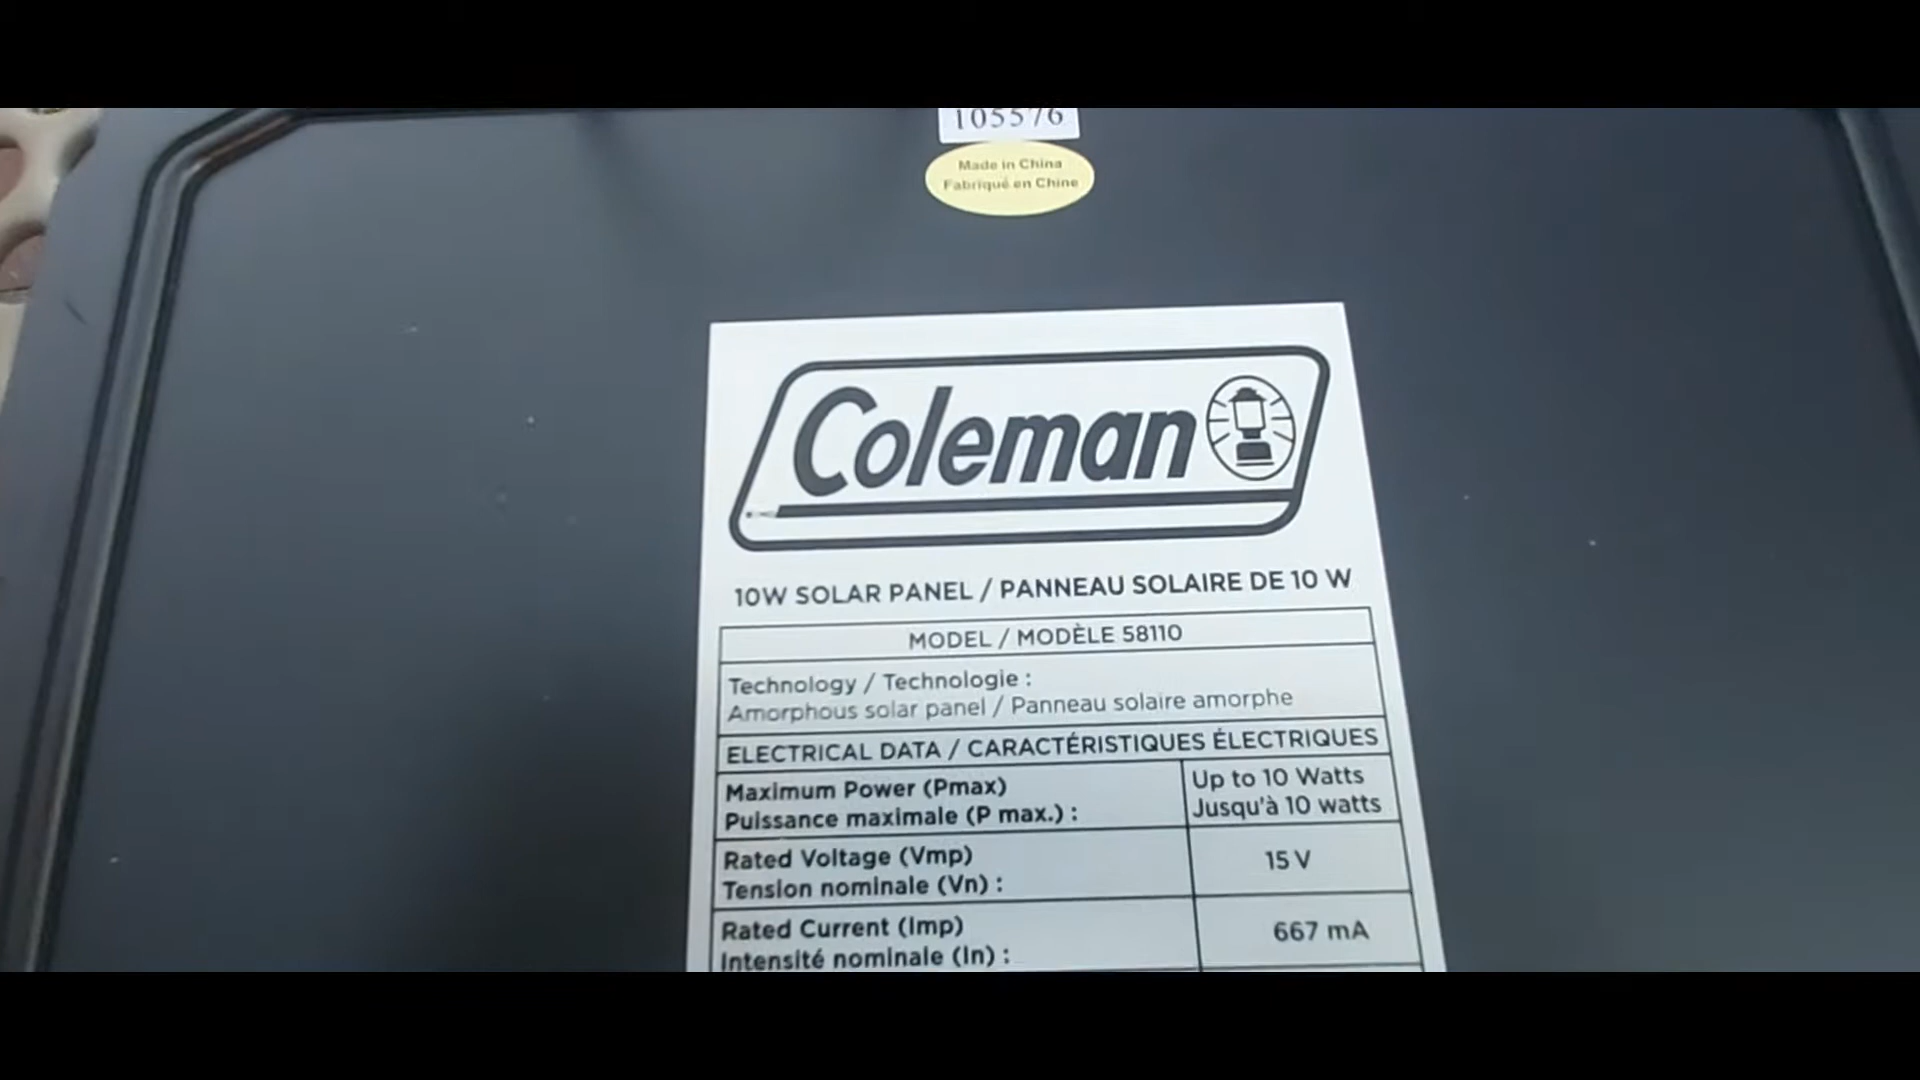 105576
Made in China
Fabriqué en Chine
Coleman
10W SOLAR PANEL / PANNEAU SOLAIRE DE 10 W
MODEL / MODÈLE 58110
Technology / Technologie :
Amorphous solar panel / Panneau solaire amorphe
ELECTRICAL DATA / CARACTÉRISTIQUES ÉLECTRIQUES
Maximum Power (Pmax)
Puissance maximale (P max.) :
Up to 10 Watts
Jusqu'à 10 watts
Rated Voltage (Vmp)
Tension nominale (Vn) :
15 V
Rated Current (Imp)
Intensité nominale (In) :
667 mA